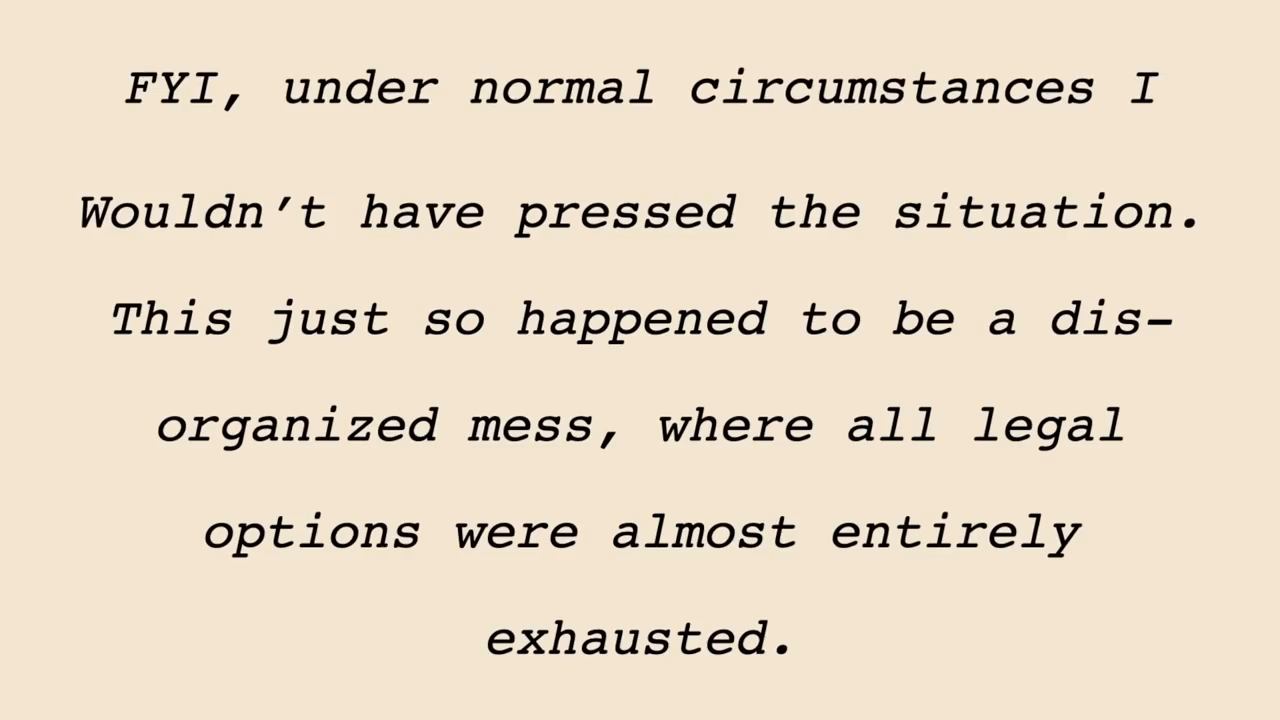 FYI, under normal circumstances I
Wouldn’t have pressed the situation.
This just so happened to be a dis-
organized mess, where all legal
options were almost entirely
exhausted.